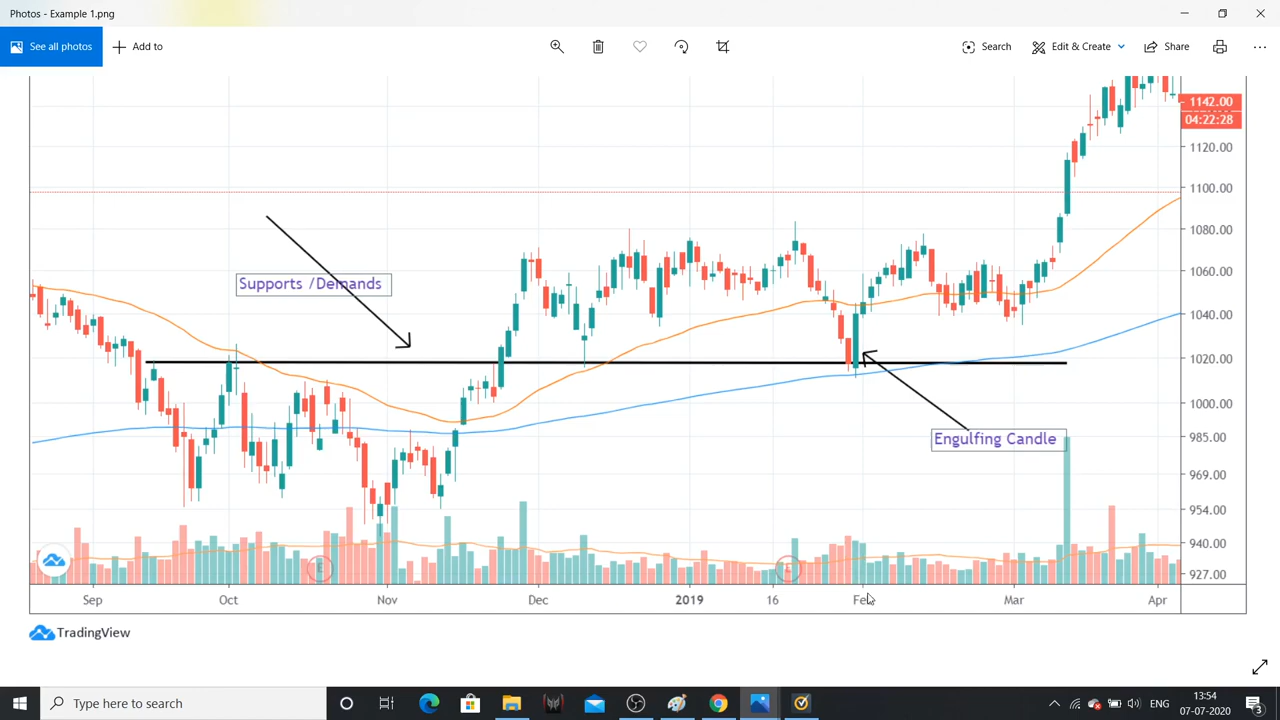 Photos - Example 1.png
See all photos
Add to
Search
Edit & Create
Share
1142.00
04:22:28
1120.00
1100.00
1080.00
Supports /Demands
1060.00
1040.00
1020.00
1000.00
Engulfing Candle
985.00
969.00
954.00
940.00
927.00
E
Sep
Oct
Nov
Dec
2019
16
Mar
Apr
TradingView
Type here to search
ENG
13:54
07-07-2020
3